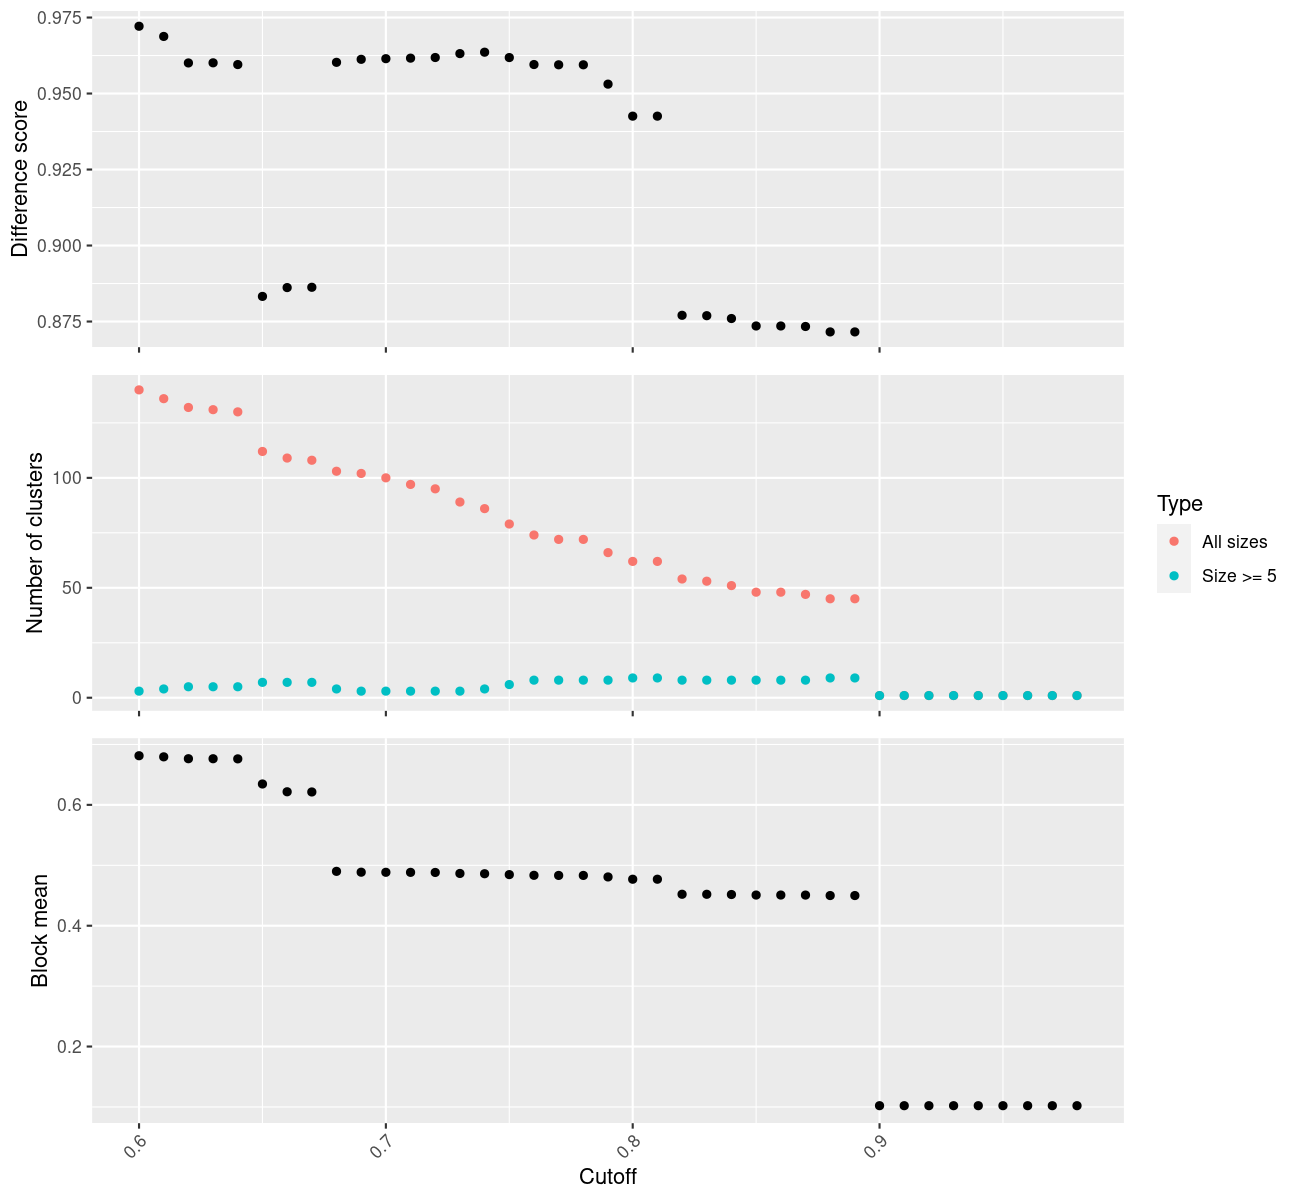 Difference score
0.975
0.950
0.925
0.900
0.875
Number of clusters
100
50
0
Type
All sizes
Size >= 5
Block mean
0.6
0.4
0.2
0.6
0.7
0.8
0.9
Cutoff